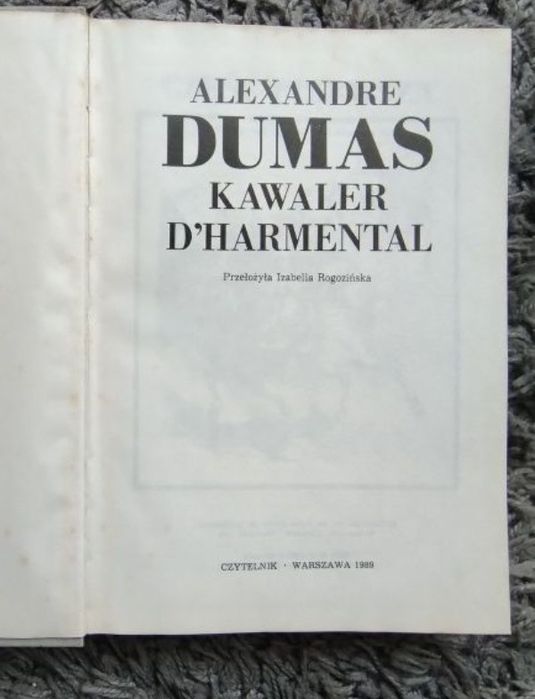 ALEXANDRE
DUMAS
KAWALER
D'HARMENTAL
Przełożyła Izabella Rogozińska
CZYTELNIK · WARSZAWA 1989